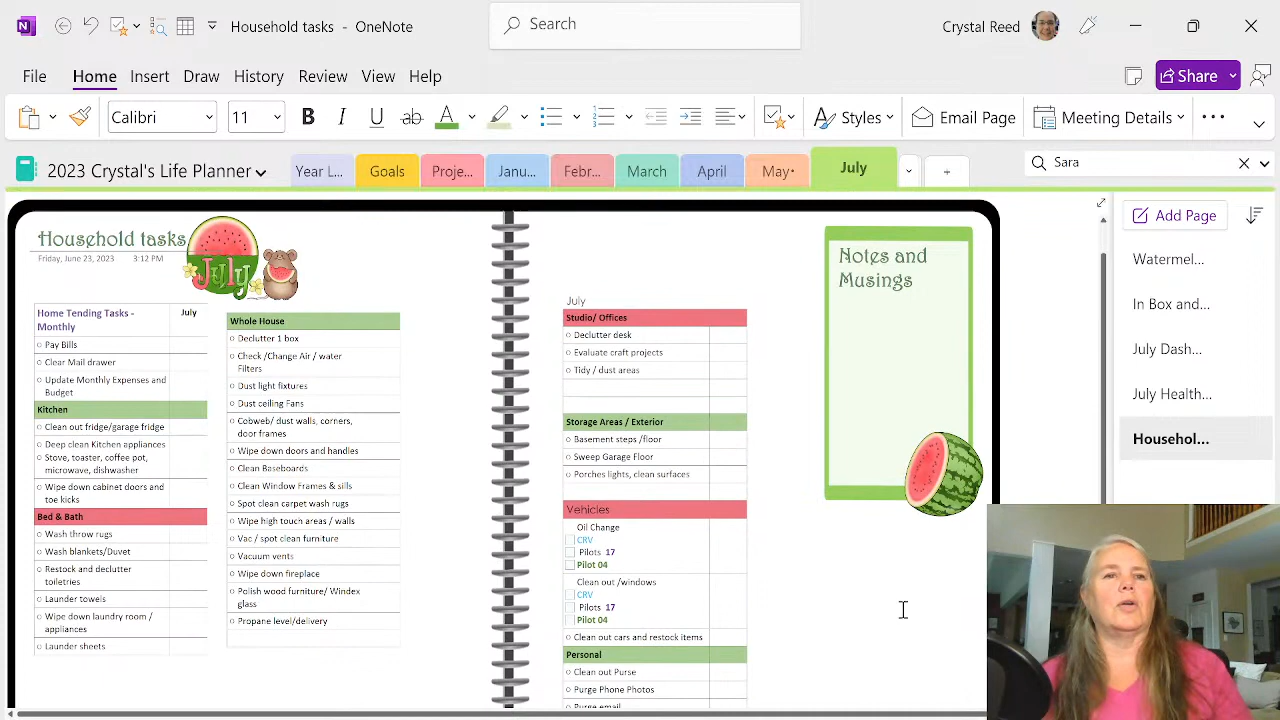 Household tasks - OneNote
Search
Crystal Reed
File
Home
Insert
Draw
History
Review
View
Help
Share
Calibri
11
B
I
U
ab
A
Styles
Email Page
Meeting Details
2023 Crystal's Life Planner
Year L...
Goals
Proje...
Janu...
Febr...
March
April
May
July
+
Sara
Household tasks
Friday, June 23, 2023
3:12 PM
JULY
Home Tending Tasks -
Monthly
July
Pay Bills
Clear Mail drawer
Update Monthly Expenses and
Budget
Kitchen
Clean out fridge/garage fridge
Deep clean kitchen appliances
Stove, toaster, coffee pot,
microwave, dishwasher
Wipe down cabinet doors and
toe kicks
Bed & Bath
Wash throw rugs
Wash blankets/Duvet
Restock and declutter
toiletries
Launder towels
Wipe down laundry room /
appliances
Launder sheets
Whole House
Declutter 1 box
Check /Change Air / water
Filters
Dust light fixtures
Dust ceiling Fans
Cobweb/ dust walls, corners,
door frames
Wipe down doors and handles
Baseboards
Clean Window Frames & sills
Spot clean carpet wash rugs
Wipe high touch areas / walls
Vac/spot clean furniture
Vacuum vents
Wipe down fireplace
Polish wood furniture/ Windex
glass
Propane level/delivery
July
Studio/ Offices
Declutter desk
Evaluate craft projects
Tidy / dust areas
Storage Areas / Exterior
Basement steps /floor
Sweep Garage Floor
Porches lights, clean surfaces
Vehicles
Oil Change
CRV
Pilots 17
Pilot 04
Clean out /windows
CRV
Pilots 17
Pilot 04
Clean out cars and restock items
Personal
Clean out Purse
Purge Phone Photos
Purge email
Notes and
Musings
Add Page
Watermel...
In Box and...
July Dash...
July Health...
Househol...